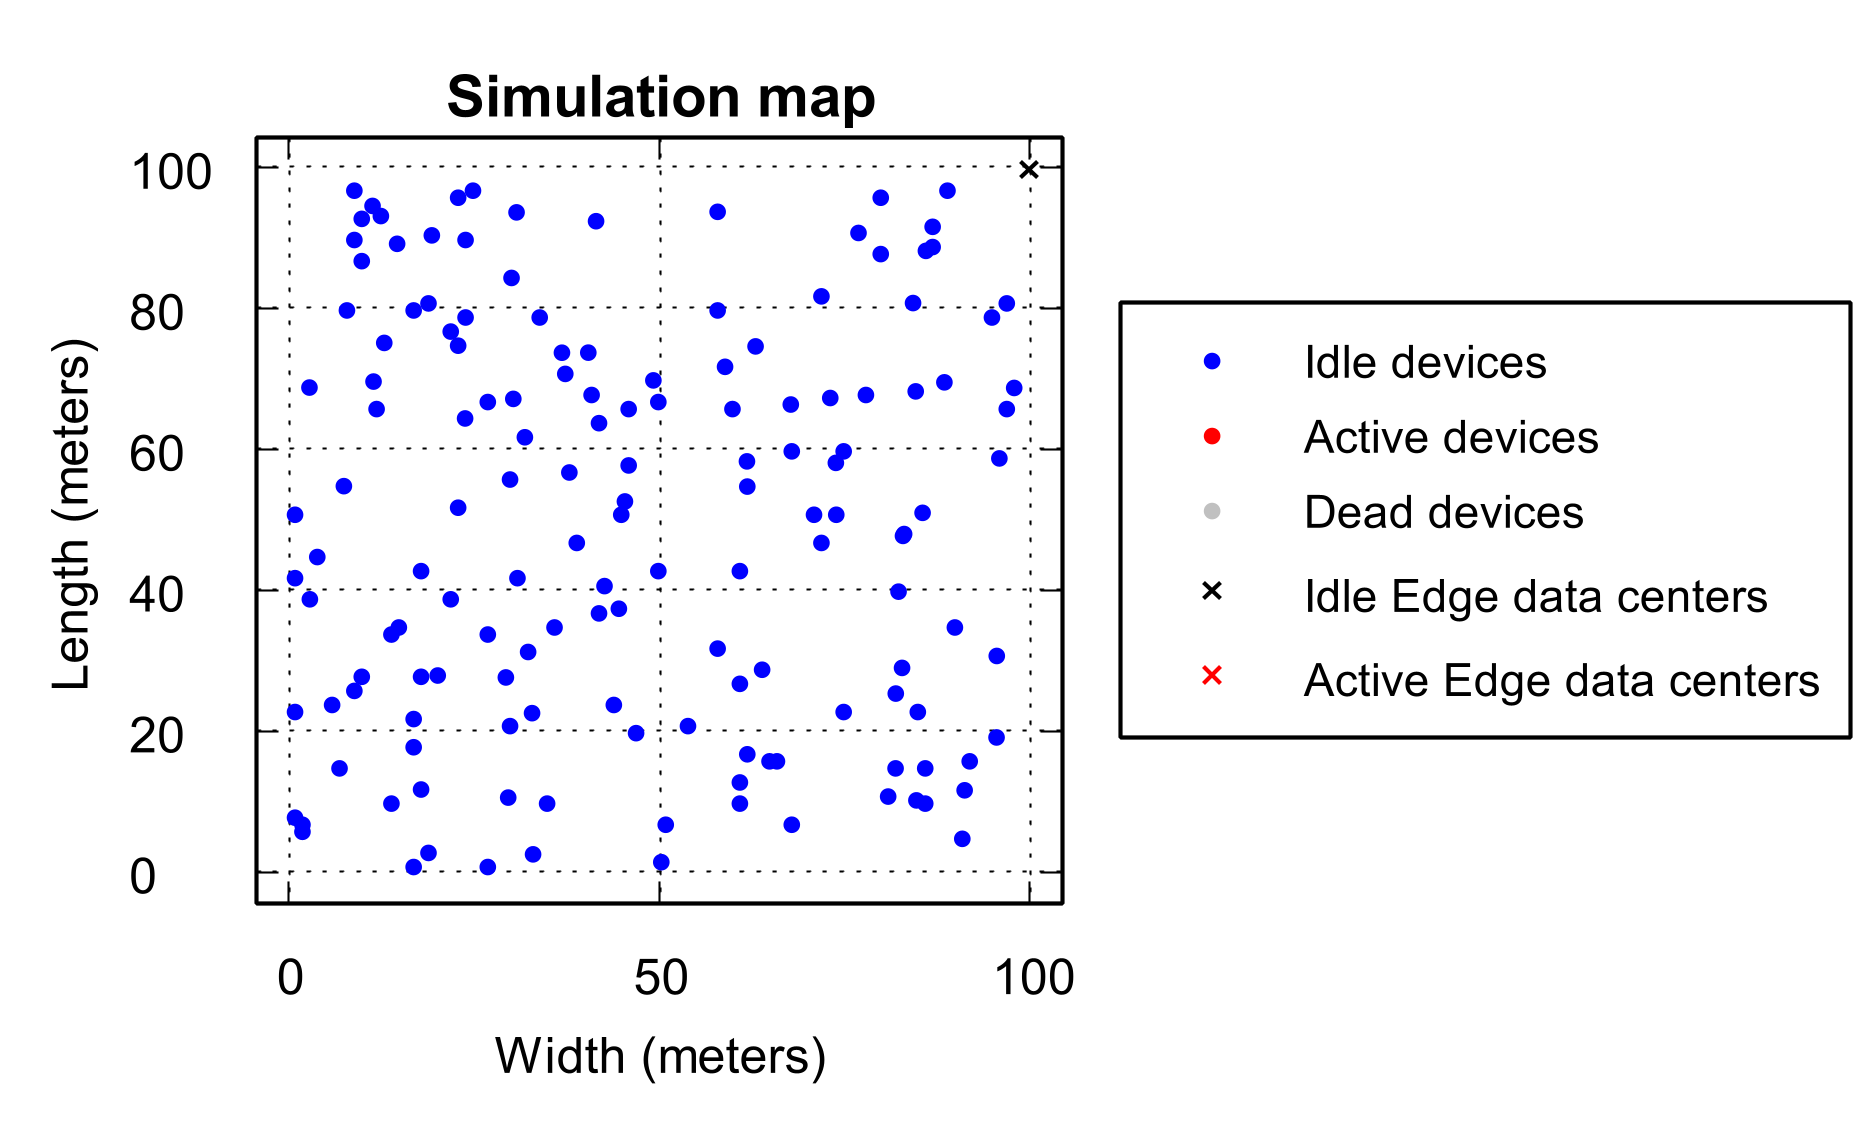 Simulation map
100
80
60
40
20
0
Length (meters)
0 50 100
Width (meters)
Idle devices
Active devices
Dead devices
Idle Edge data centers
Active Edge data centers